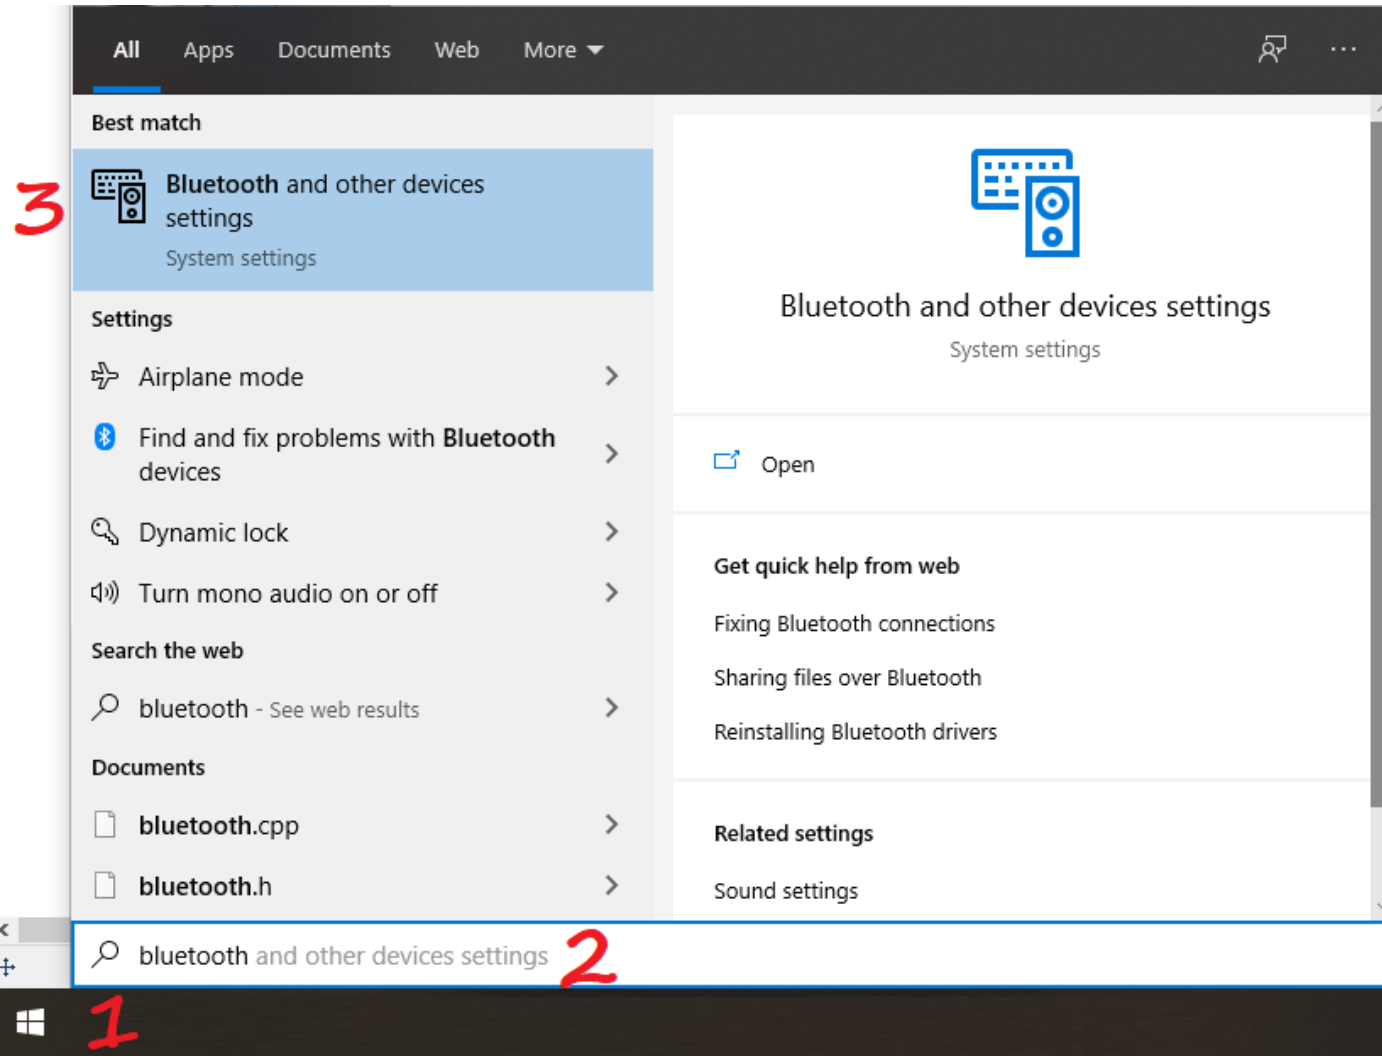 All Apps Documents Web More
Best match
3
Bluetooth and other devices
settings
System settings
Settings
Airplane mode
Find and fix problems with Bluetooth
devices
Dynamic lock
Turn mono audio on or off
Search the web
bluetooth - See web results
Documents
bluetooth.cpp
bluetooth.h
Bluetooth and other devices settings
System settings
Open
Get quick help from web
Fixing Bluetooth connections
Sharing files over Bluetooth
Reinstalling Bluetooth drivers
Related settings
Sound settings
bluetooth and other devices settings 2
1